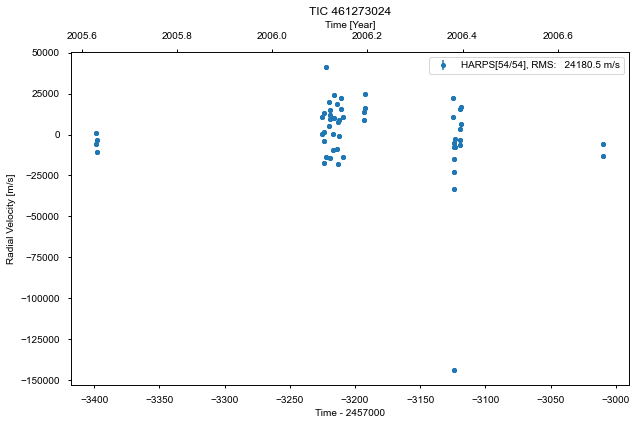 TIC 461273024
Time [Year]
2005.6 2005.8 2006.0 2006.2 2006.4 2006.6
HARPS[54/54], RMS: 24180.5 m/s
50000
25000
0
−25000
−50000
−75000
−100000
−125000
−150000
Radial Velocity [m/s]
−3400 −3350 −3300 −3250 −3200 −3150 −3100 −3050 −3000
Time - 2457000